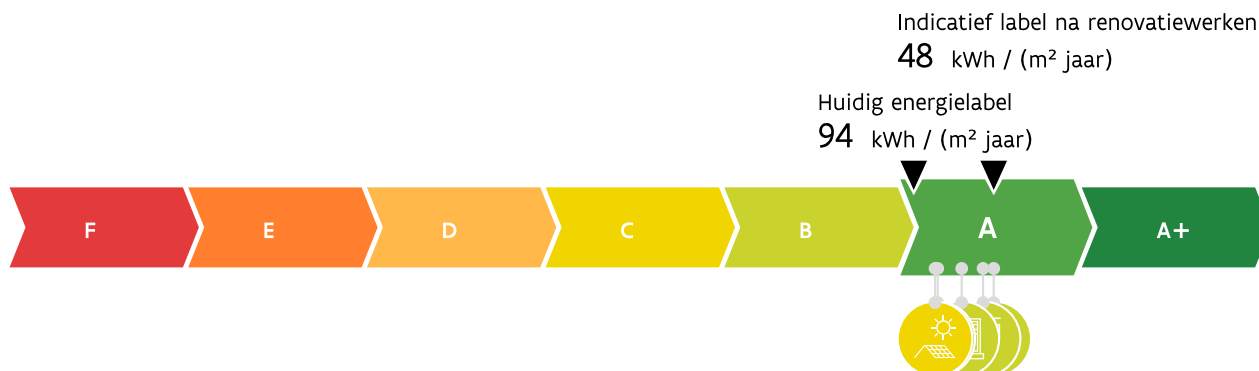 Indicatief label na renovatiewerken
48 kWh / (m² jaar)
Huidig energielabel
94 kWh / (m² jaar)
F E D C B A A+